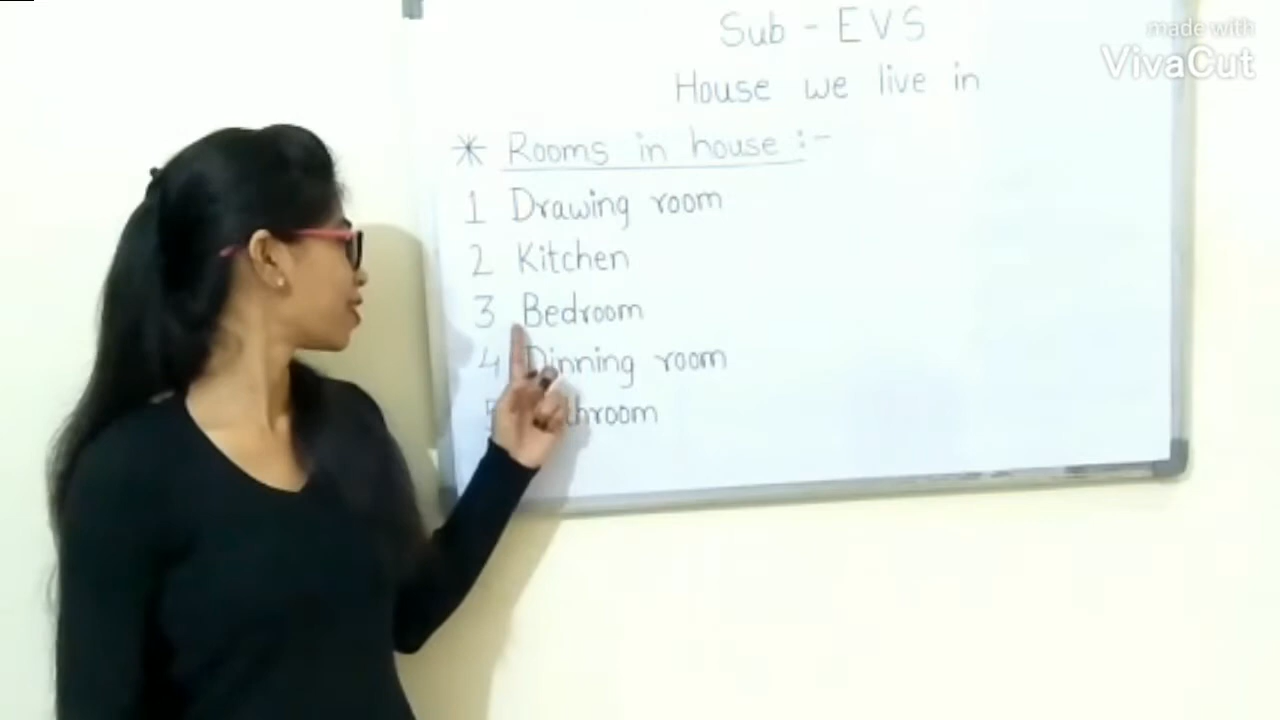 made with
VivaCut
Sub - EVS
House we live in
* Rooms in house :-
1 Drawing room
2 Kitchen
3 Bedroom
4 Dinning room